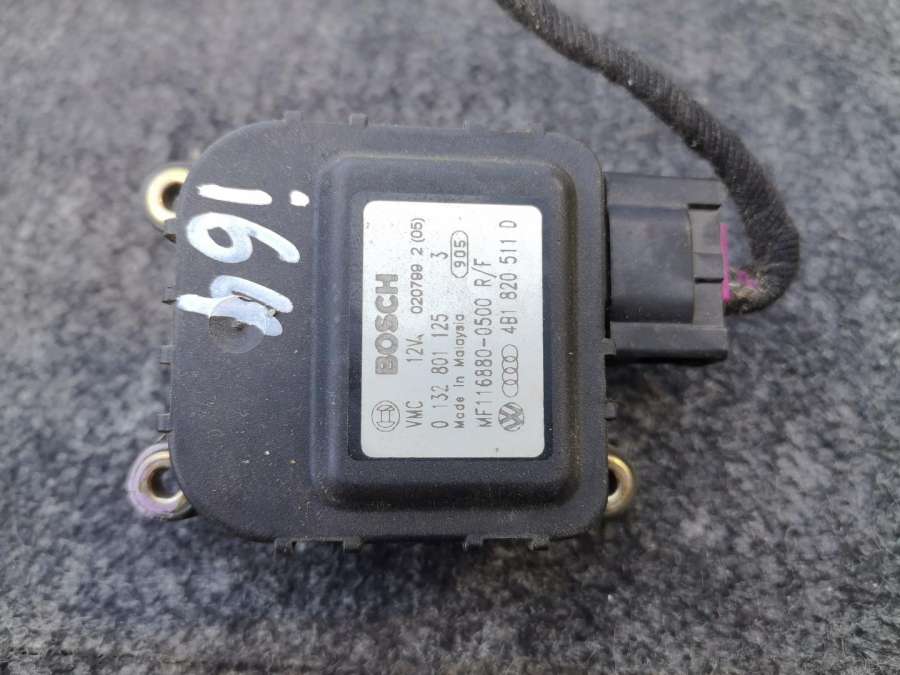 BOSCH
VMC 12V⎓ 020799 2 (05)
0 132 801 125 3
Made in Malaysia 905
MF116880-0500 R/F
4B1 820 511 D